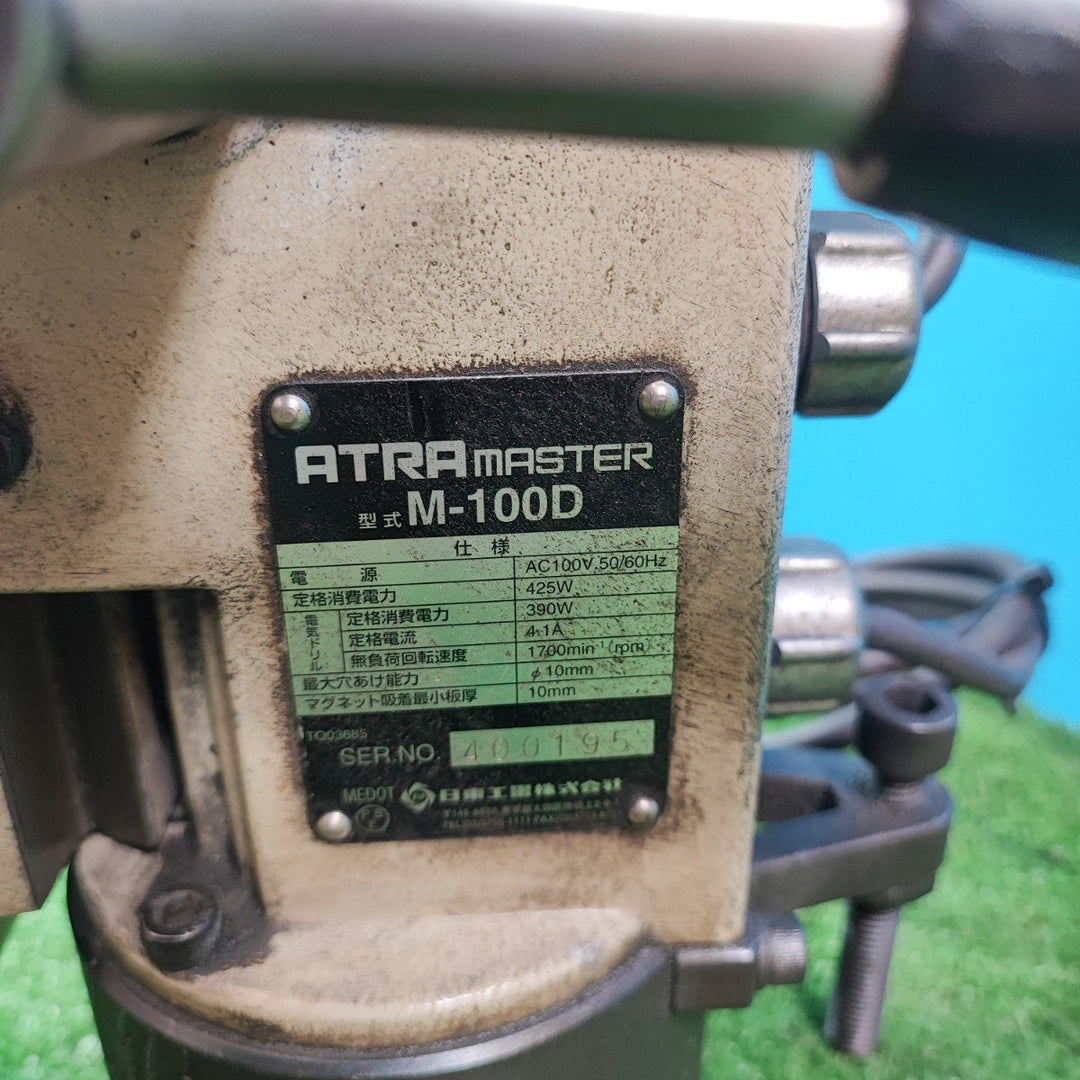 ATRA MASTER
型式 M-100D
仕様
電源 AC100V 50/60Hz
定格消費電力 425W
電気ドリル 定格消費電力 390W
定格電流 4.1A
無負荷回転速度 1700min⁻¹(rpm)
最大穴あけ能力 φ10mm
マグネット吸着最小板厚 10mm
TQ03685
SER.NO. 400195
MEDOT 日東工器株式会社